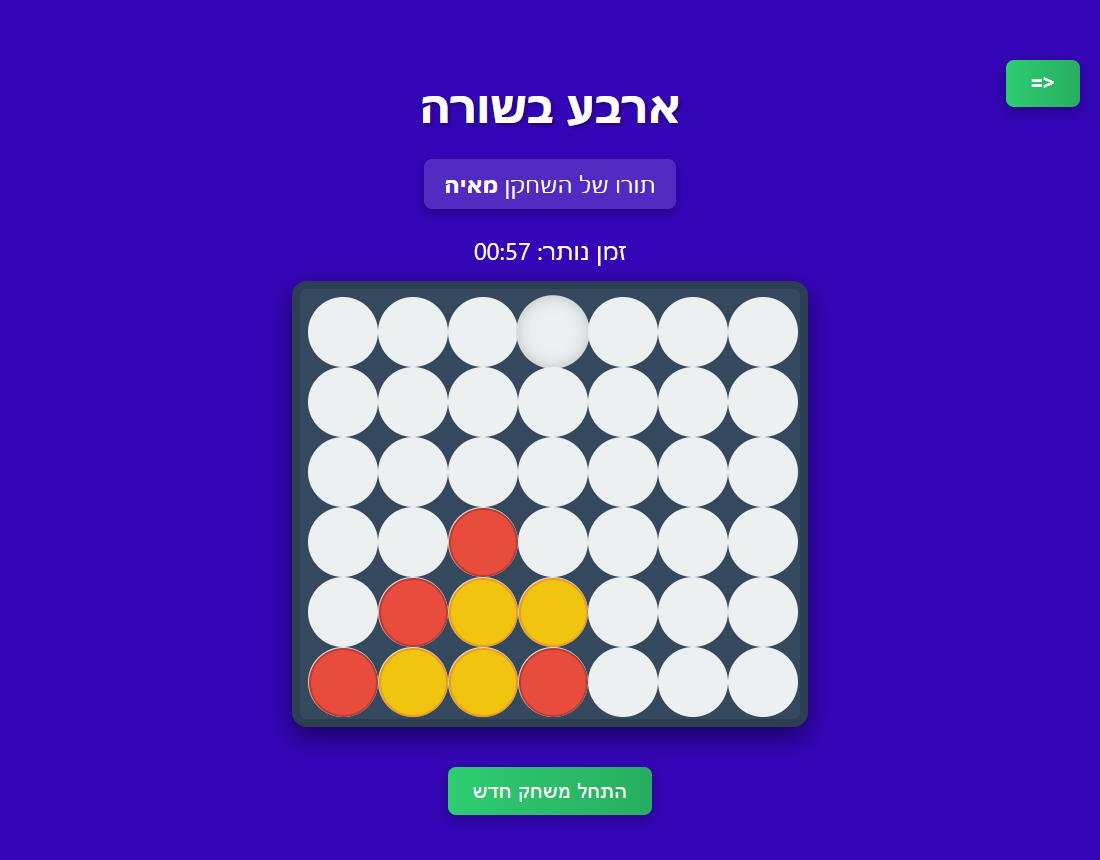 =>
ארבע בשורה
תורו של השחקן מאיה
זמן נותר: 00:57
התחל משחק חדש